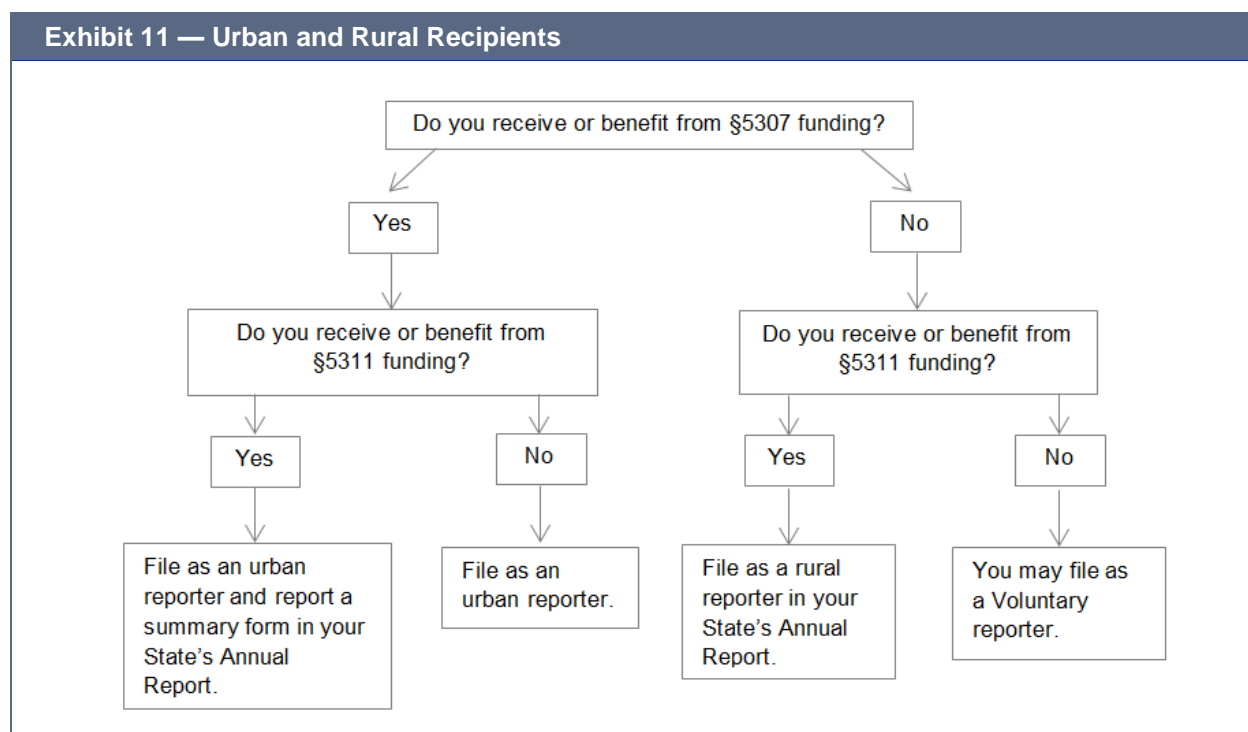 Exhibit 11 — Urban and Rural Recipients
Do you receive or benefit from §5307 funding?
Yes
No
Do you receive or benefit from
§5311 funding?
Do you receive or benefit from
§5311 funding?
Yes
No
Yes
No
File as an urban
reporter and report a
summary form in your
State’s Annual
Report.
File as an
urban reporter.
File as a rural
reporter in your
State’s Annual
Report.
You may file as
a Voluntary
reporter.